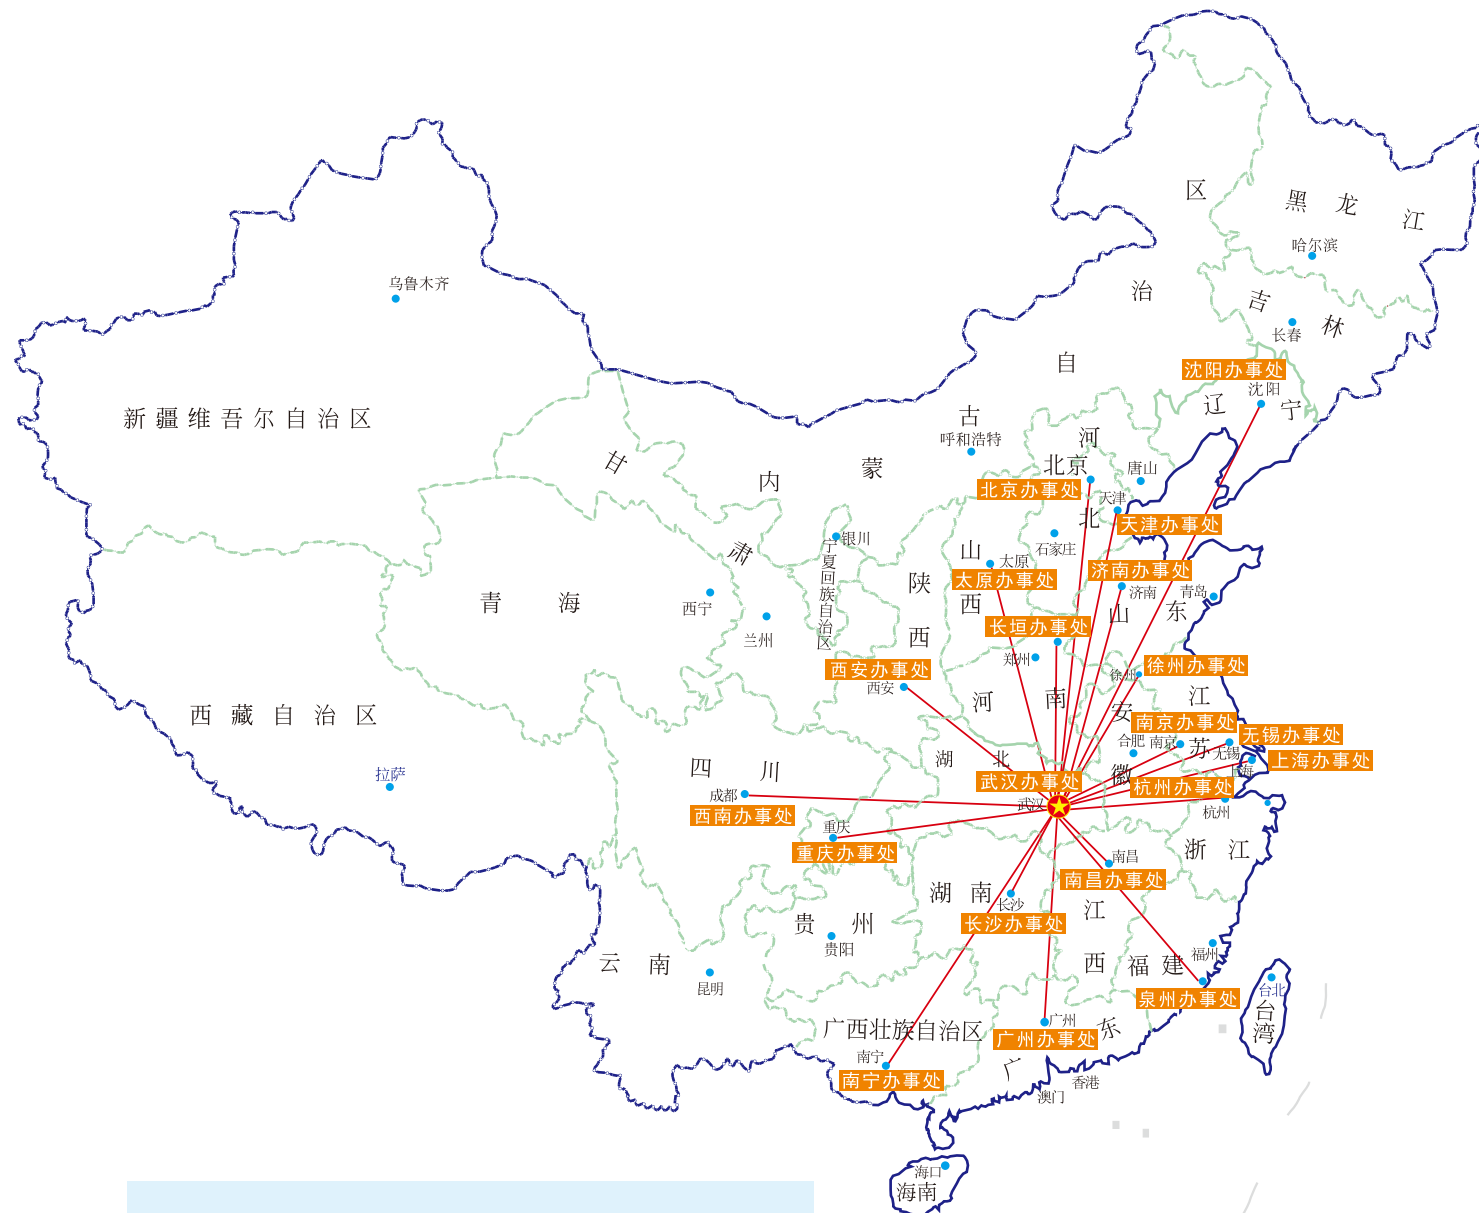 黑龙江
哈尔滨
吉林
长春
沈阳办事处
沈阳
辽宁
内蒙古自治区
呼和浩特
乌鲁木齐
新疆维吾尔自治区
甘肃
兰州
青海
西宁
宁夏回族自治区
银川
西藏自治区
拉萨
北京
北京办事处
天津
天津办事处
唐山
河北
石家庄
山西
太原
太原办事处
山东
济南办事处
济南
青岛
长垣办事处
河南
郑州
陕西
西安办事处
西安
徐州办事处
徐州
江苏
南京办事处
南京
无锡办事处
无锡
上海办事处
上海
安徽
合肥
杭州办事处
杭州
浙江
湖北
武汉办事处
武汉
四川
成都
西南办事处
重庆
重庆办事处
湖南
长沙
长沙办事处
南昌
南昌办事处
江西
贵州
贵阳
云南
昆明
福建
福州
泉州办事处
台北
台湾
广西壮族自治区
南宁
南宁办事处
广州
广州办事处
广东
香港
澳门
海口
海南